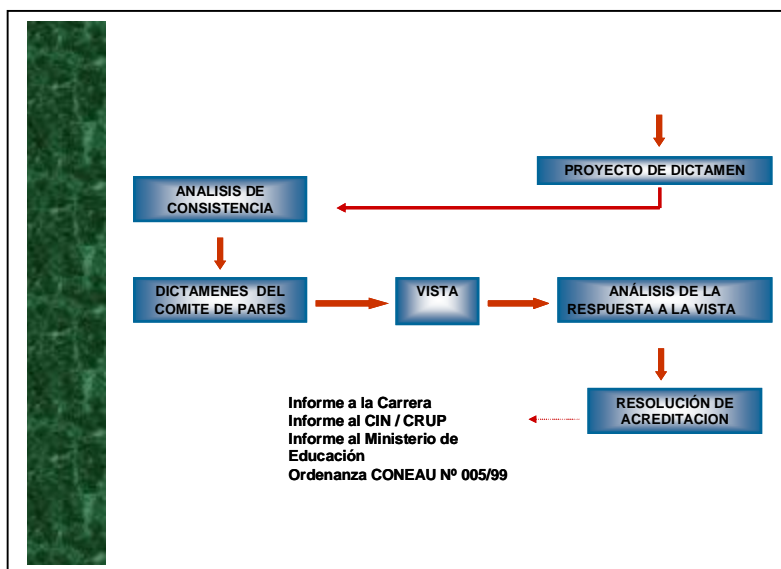 PROYECTO DE DICTAMEN
ANALISIS DE
CONSISTENCIA
DICTAMENES DEL
COMITE DE PARES
VISTA
ANÁLISIS DE LA
RESPUESTA A LA VISTA
RESOLUCIÓN DE
ACREDITACION
Informe a la Carrera
Informe al CIN / CRUP
Informe al Ministerio de
Educación
Ordenanza CONEAU Nº 005/99